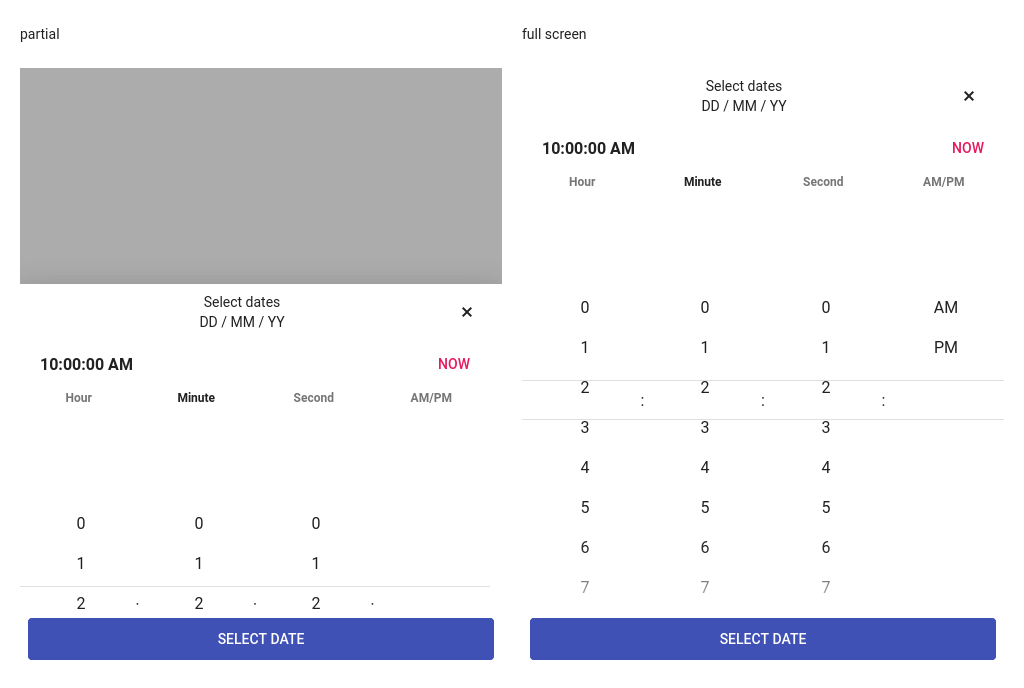 partial
Select dates
DD / MM / YY
×
10:00:00 AM
NOW
Hour Minute Second AM/PM
0 0 0
1 1 1
2 2 2
SELECT DATE
full screen
Select dates
DD / MM / YY
×
10:00:00 AM
NOW
Hour Minute Second AM/PM
0 0 0 AM
1 1 1 PM
2 2 2
: : :
3 3 3
4 4 4
5 5 5
6 6 6
7 7 7
SELECT DATE